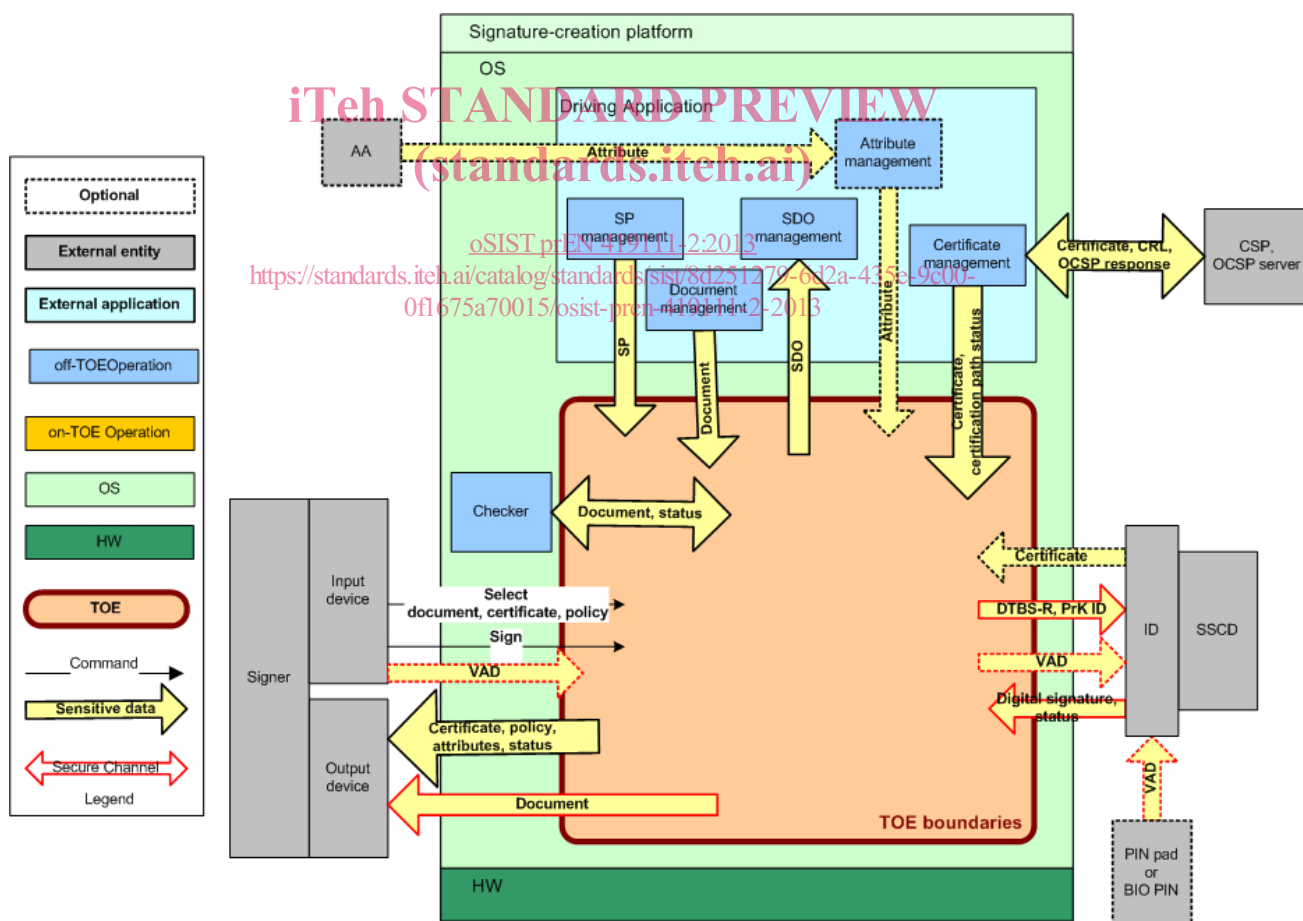 Signature-creation platform
OS
iTeh STANDARD PREVIEW
(standards.iteh.ai)
oSIST prEN 419111-2:2013
https://standards.iteh.ai/catalog/standards/sist/8d251279-6d2a-435e-9c00-
0f1675a70015/osist-pren-419111-2-2013
Driving Application
AA
Attribute
Attribute
management
SP
management
SDO
management
Document
management
Certificate
management
Certificate, CRL,
OCSP response
CSP,
OCSP server
SP
Document
SDO
Attribute
Certificate,
certification path status
Optional
External entity
External application
off-TOEOperation
on-TOE Operation
OS
HW
TOE
Command
Sensitive data
Secure Channel
Legend
Checker
Document, status
Signer
Input
device
Select
document, certificate, policy
Sign
VAD
Output
device
Certificate, policy,
attributes, status
Document
Certificate
DTBS-R, PrK ID
VAD
Digital signature,
status
ID
SSCD
VAD
PIN pad
or
BIO PIN
TOE boundaries
HW